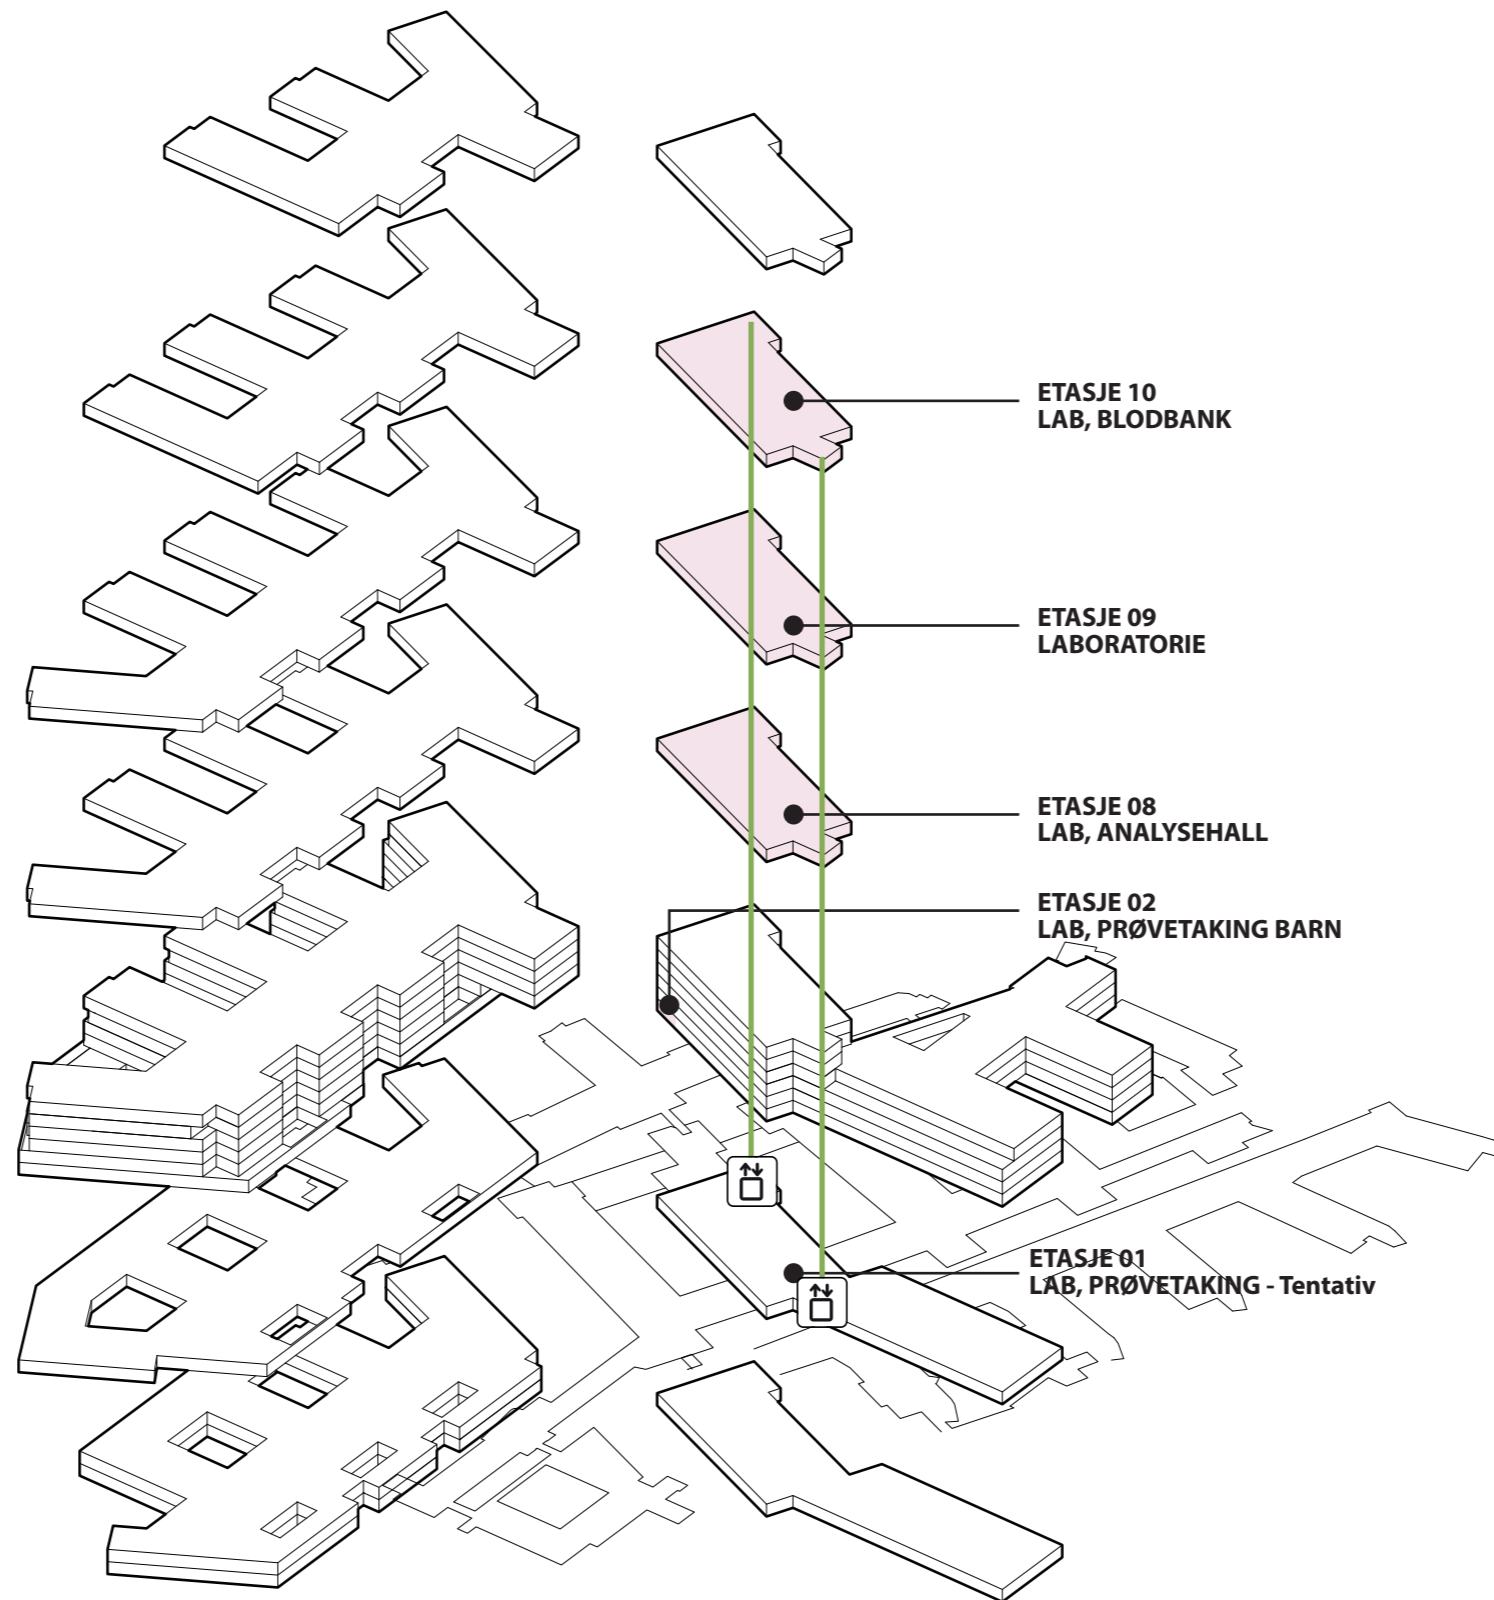 ETASJE 10
LAB, BLODBANK
ETASJE 09
LABORATORIE
ETASJE 08
LAB, ANALYSEHALL
ETASJE 02
LAB, PRØVETAKING BARN
ETASJE 01
LAB, PRØVETAKING - Tentativ